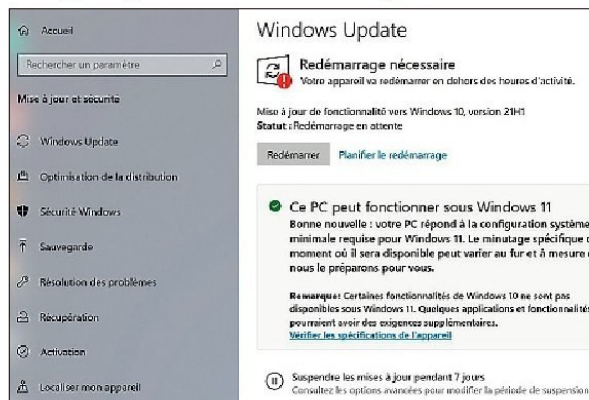 Accueil
Rechercher un paramètre
Mise à jour et sécurité
Windows Update
Optimisation de la distribution
Sécurité Windows
Sauvegarde
Résolution des problèmes
Récupération
Activation
Localiser mon appareil
Windows Update
Redémarrage nécessaire
Votre appareil va redémarrer en dehors des heures d'activité.
Mise à jour de fonctionnalité vers Windows 10, version 21H1
Statut : Redémarrage en attente
Redémarrer Planifier le redémarrage
Ce PC peut fonctionner sous Windows 11
Bonne nouvelle : votre PC répond à la configuration système
minimale requise pour Windows 11. Le minutage spécifique
moment où il sera disponible peut varier au fur et à mesure
nous le préparons pour vous.
Remarque: Certaines fonctionnalités de Windows 10 ne sont pas
disponibles sous Windows 11. Quelques applications et fonctionnalités
pourraient avoir des exigences supplémentaires.
Vérifier les spécifications de l'appareil
Suspendre les mises à jour pendant 7 jours
Consultez les options avancées pour modifier la période de suspension